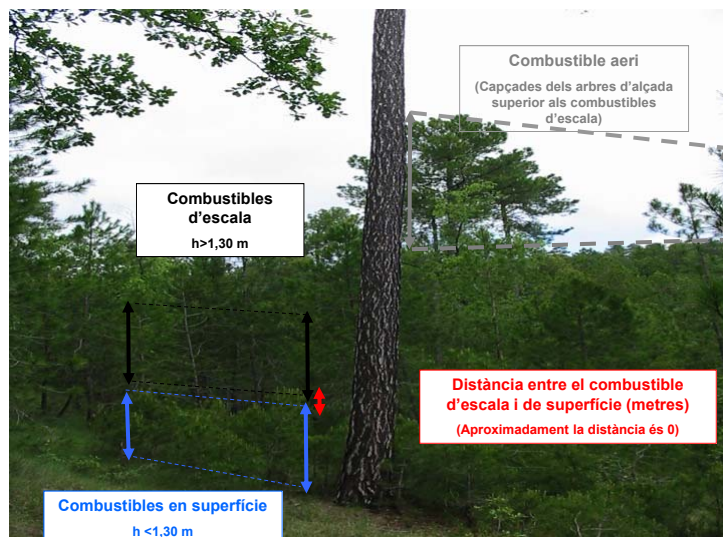 Combustible aeri
(Capçades dels arbres d'alçada
superior als combustibles
d'escala)
Combustibles
d'escala
h>1,30 m
Distància entre el combustible
d'escala i de superfície (metres)
(Aproximadament la distància és 0)
Combustibles en superfície
h <1,30 m